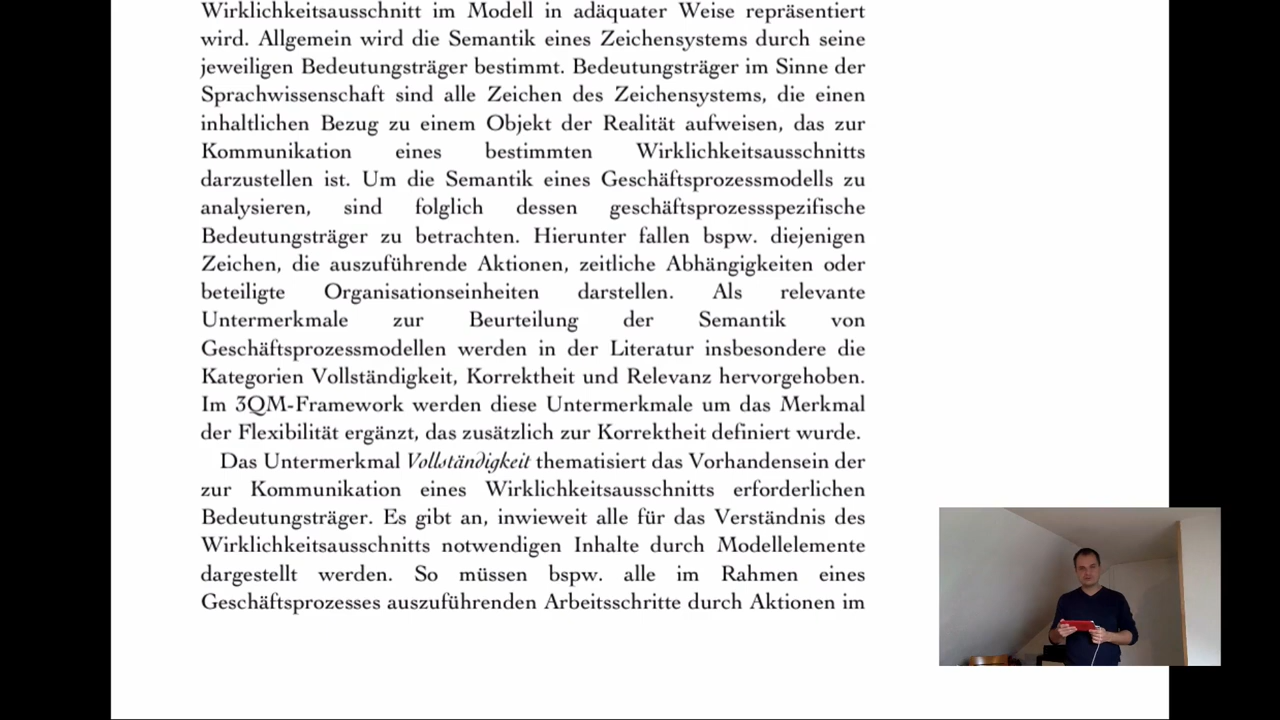 Wirklichkeitsausschnitt im Modell in adäquater Weise repräsentiert
wird. Allgemein wird die Semantik eines Zeichensystems durch seine
jeweiligen Bedeutungsträger bestimmt. Bedeutungsträger im Sinne der
Sprachwissenschaft sind alle Zeichen des Zeichensystems, die einen
inhaltlichen Bezug zu einem Objekt der Realität aufweisen, das zur
Kommunikation eines bestimmten Wirklichkeitsausschnitts
darzustellen ist. Um die Semantik eines Geschäftsprozessmodells zu
analysieren, sind folglich dessen geschäftsprozessspezifische
Bedeutungsträger zu betrachten. Hierunter fallen bspw. diejenigen
Zeichen, die auszuführende Aktionen, zeitliche Abhängigkeiten oder
beteiligte Organisationseinheiten darstellen. Als relevante
Untermerkmale zur Beurteilung der Semantik von
Geschäftsprozessmodellen werden in der Literatur insbesondere die
Kategorien Vollständigkeit, Korrektheit und Relevanz hervorgehoben.
Im 3QM-Framework werden diese Untermerkmale um das Merkmal
der Flexibilität ergänzt, das zusätzlich zur Korrektheit definiert wurde.
Das Untermerkmal Vollständigkeit thematisiert das Vorhandensein der
zur Kommunikation eines Wirklichkeitsausschnitts erforderlichen
Bedeutungsträger. Es gibt an, inwieweit alle für das Verständnis des
Wirklichkeitsausschnitts notwendigen Inhalte durch Modellelemente
dargestellt werden. So müssen bspw. alle im Rahmen eines
Geschäftsprozesses auszuführenden Arbeitsschritte durch Aktionen im